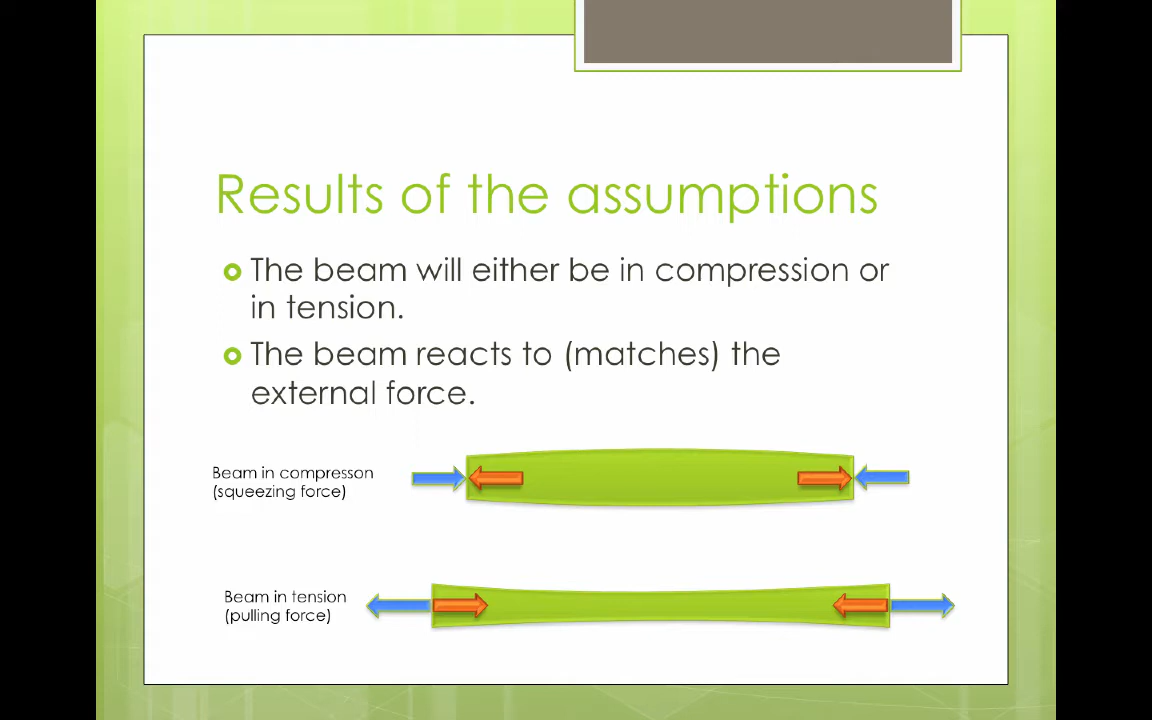 Results of the assumptions
The beam will either be in compression or
in tension.
The beam reacts to (matches) the
external force.
Beam in compresson
(squeezing force)
Beam in tension
(pulling force)